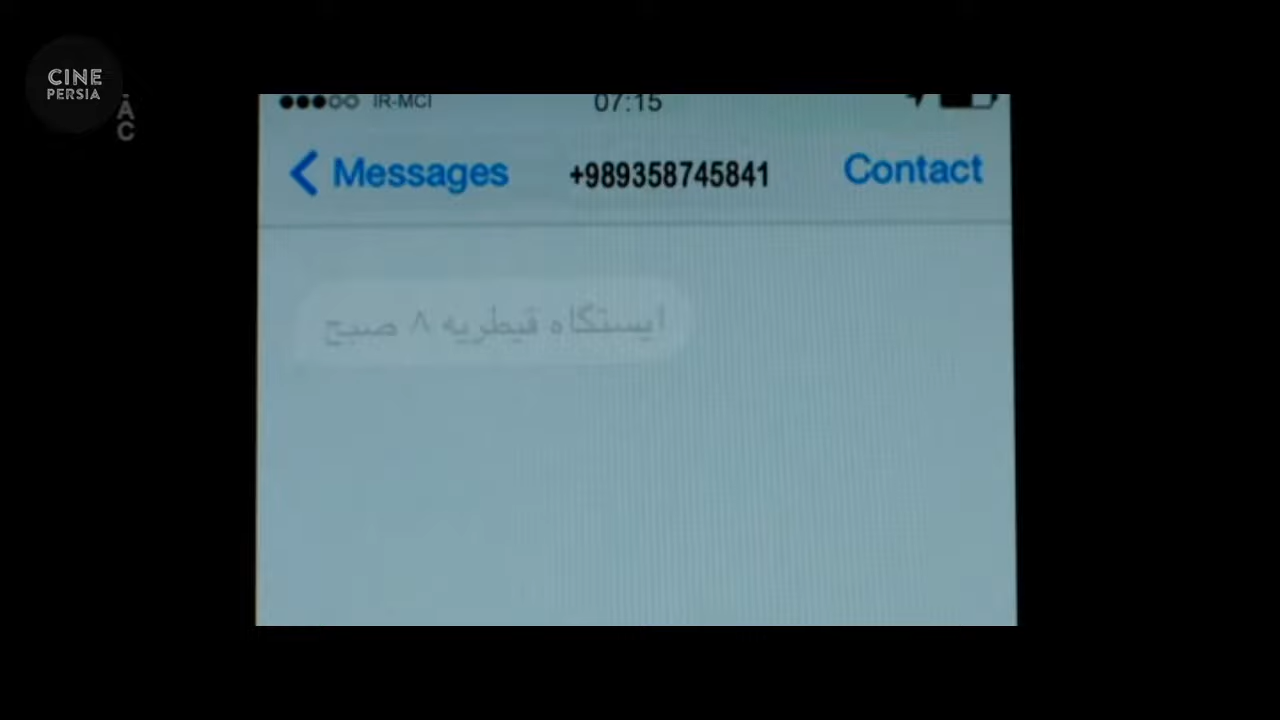 CINE
PERSIA
IR-MCI
07:15
Messages
+989358745841
Contact
ایستگاه قیطریه ۸ صبح